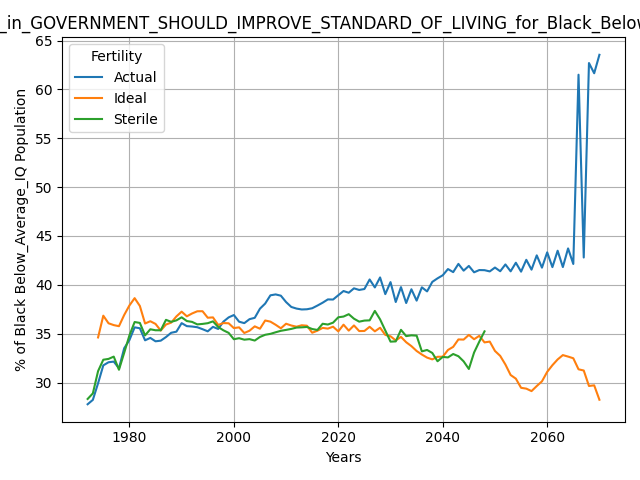 _in_GOVERNMENT_SHOULD_IMPROVE_STANDARD_OF_LIVING_for_Black_Below
65
60
55
50
45
40
35
30
% of Black Below_Average_IQ Population
Fertility
Actual
Ideal
Sterile
1980 2000 2020 2040 2060
Years